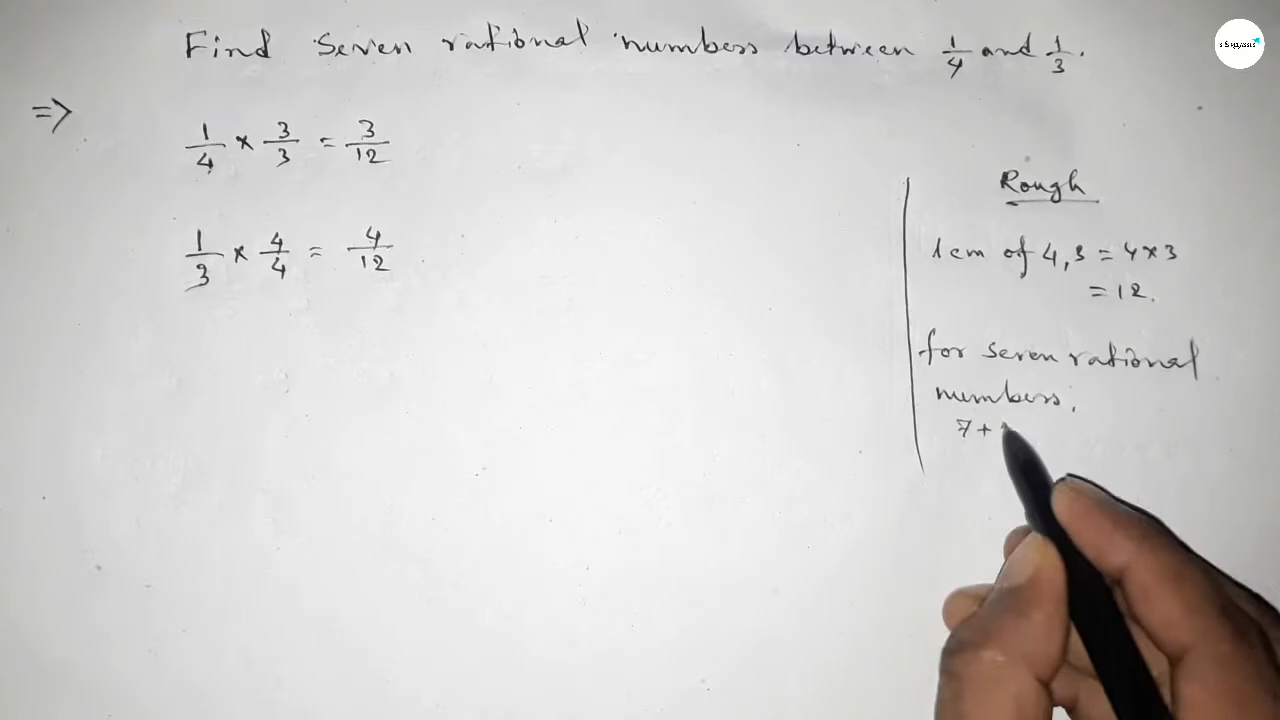 Find seven rational numbers between 1/4 and 1/3.
=>
1/4 × 3/3 = 3/12
1/3 × 4/4 = 4/12
Rough
lcm of 4,3 = 4×3
= 12.
for seven rational
numbers,
7+